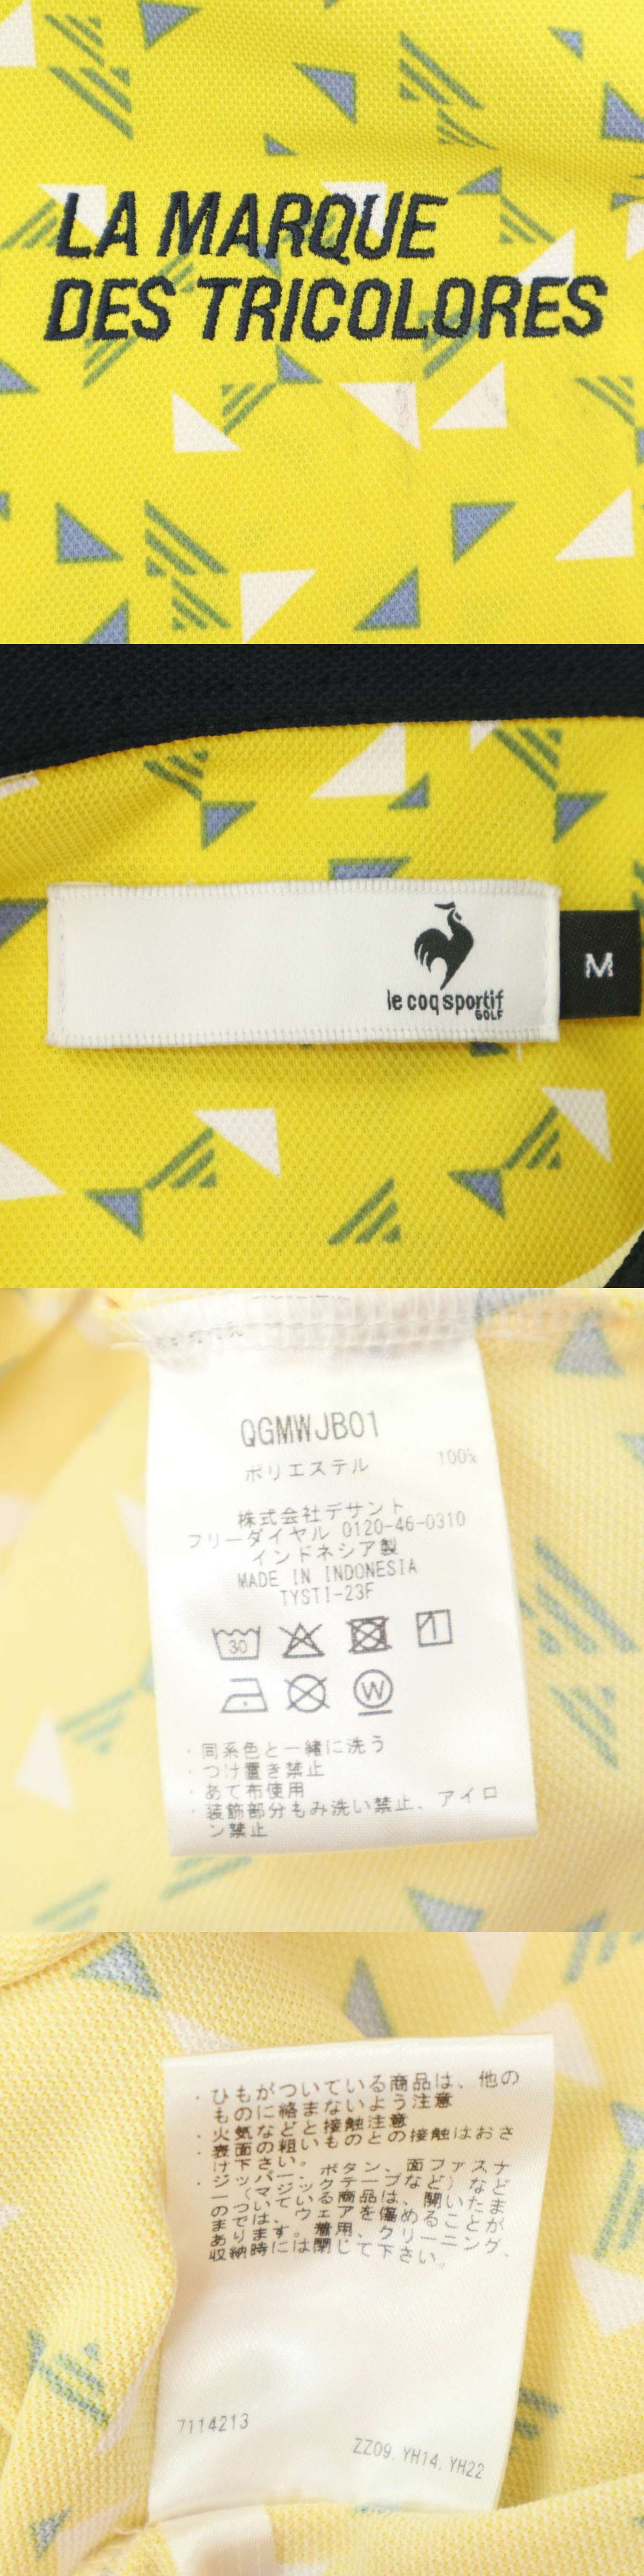 LA MARQUE
DES TRICOLORES
le coq sportif
GOLF
M
QGMWJB01
ポリエステル 100%
株式会社デサント
フリーダイヤル 0120-46-0310
インドネシア製
MADE IN INDONESIA
TYSTI-23F
30
W
・同系色と一緒に洗う
・つけ置き禁止
・あて布使用
・装飾部分もみ洗い禁止、アイロ
ン禁止
・ひもがついている商品は、他の
ものに絡まないよう注意
・火気などと接触注意
・表面の粗いものとの接触はおさ
け下さい。
・ジッパー、ボタン、面ファスナ
ー（マジックテープなど）など
のついている商品は、開いたま
までは、ウェアを傷めることが
あります。着用、クリーニング、
収納時には閉じて下さい。
7114213
ZZ09,YH14,YH22